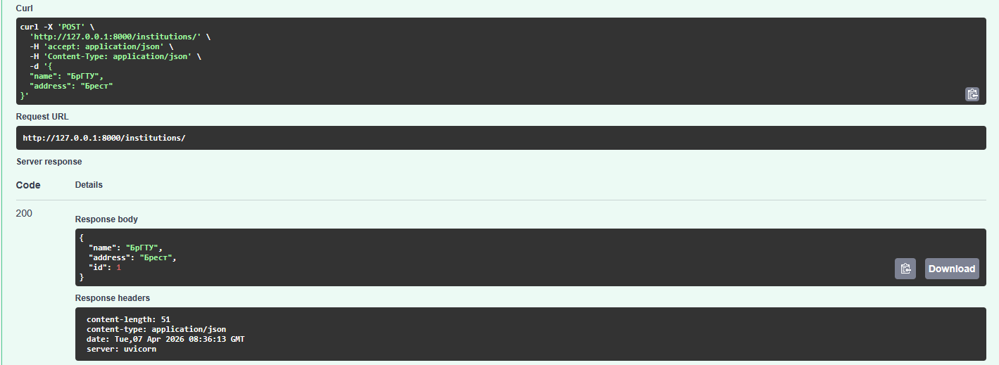 Curl
curl -X 'POST' \
  'http://127.0.0.1:8000/institutions/' \
  -H 'accept: application/json' \
  -H 'Content-Type: application/json' \
  -d '{
  "name": "БрГТУ",
  "address": "Брест"
}'
Request URL
http://127.0.0.1:8000/institutions/
Server response
Code Details
200
Response body
{
  "name": "БрГТУ",
  "address": "Брест",
  "id": 1
}
Download
Response headers
content-length: 51
content-type: application/json
date: Tue,07 Apr 2026 08:36:13 GMT
server: uvicorn